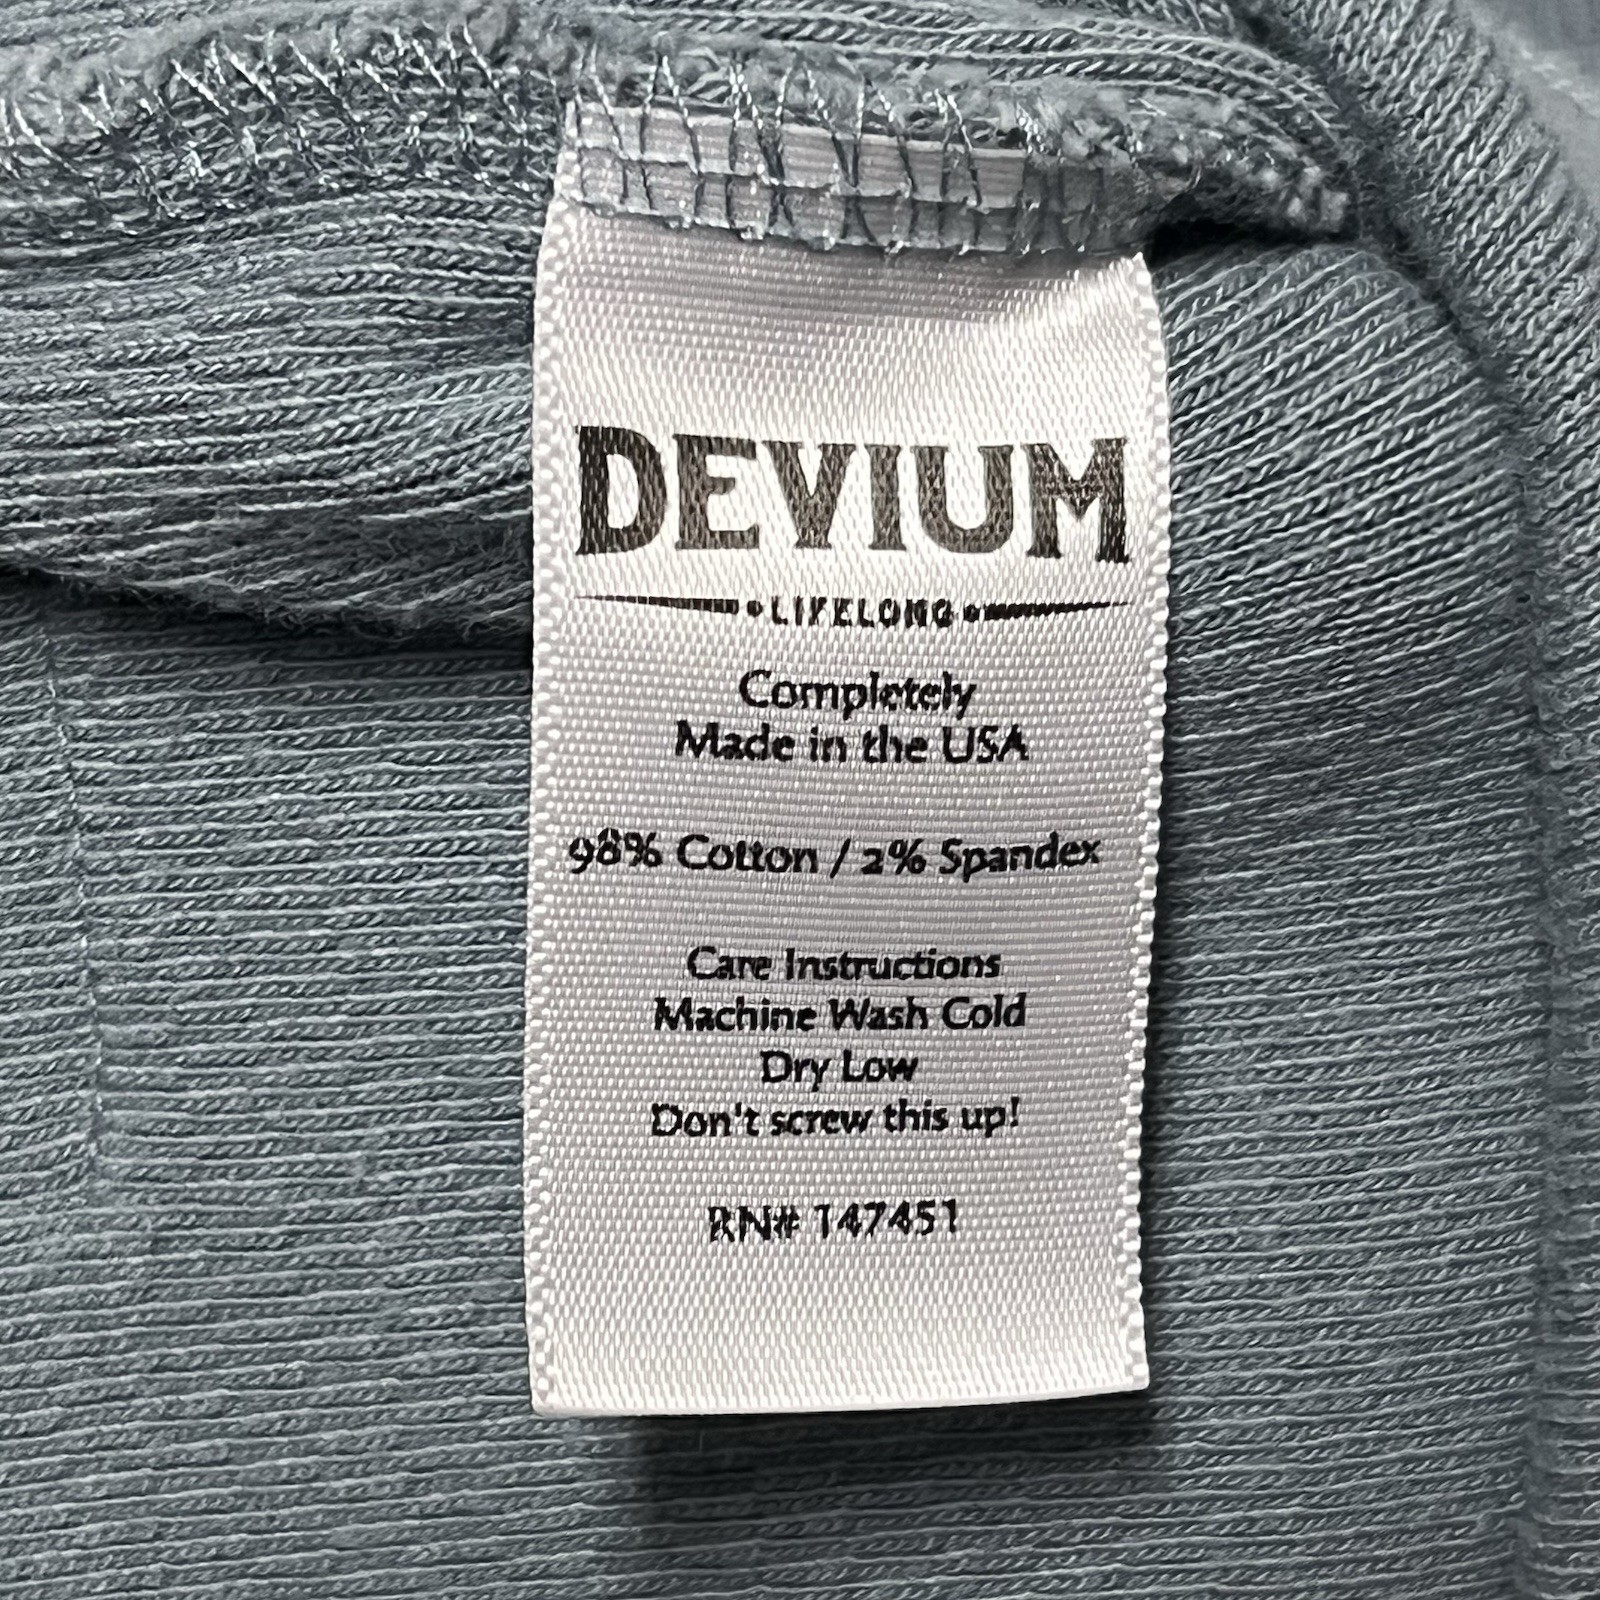 DEVIUM
LIFELONG
Completely
Made in the USA
98% Cotton / 2% Spandex
Care Instructions
Machine Wash Cold
Dry Low
Don't screw this up!
RN# 147451